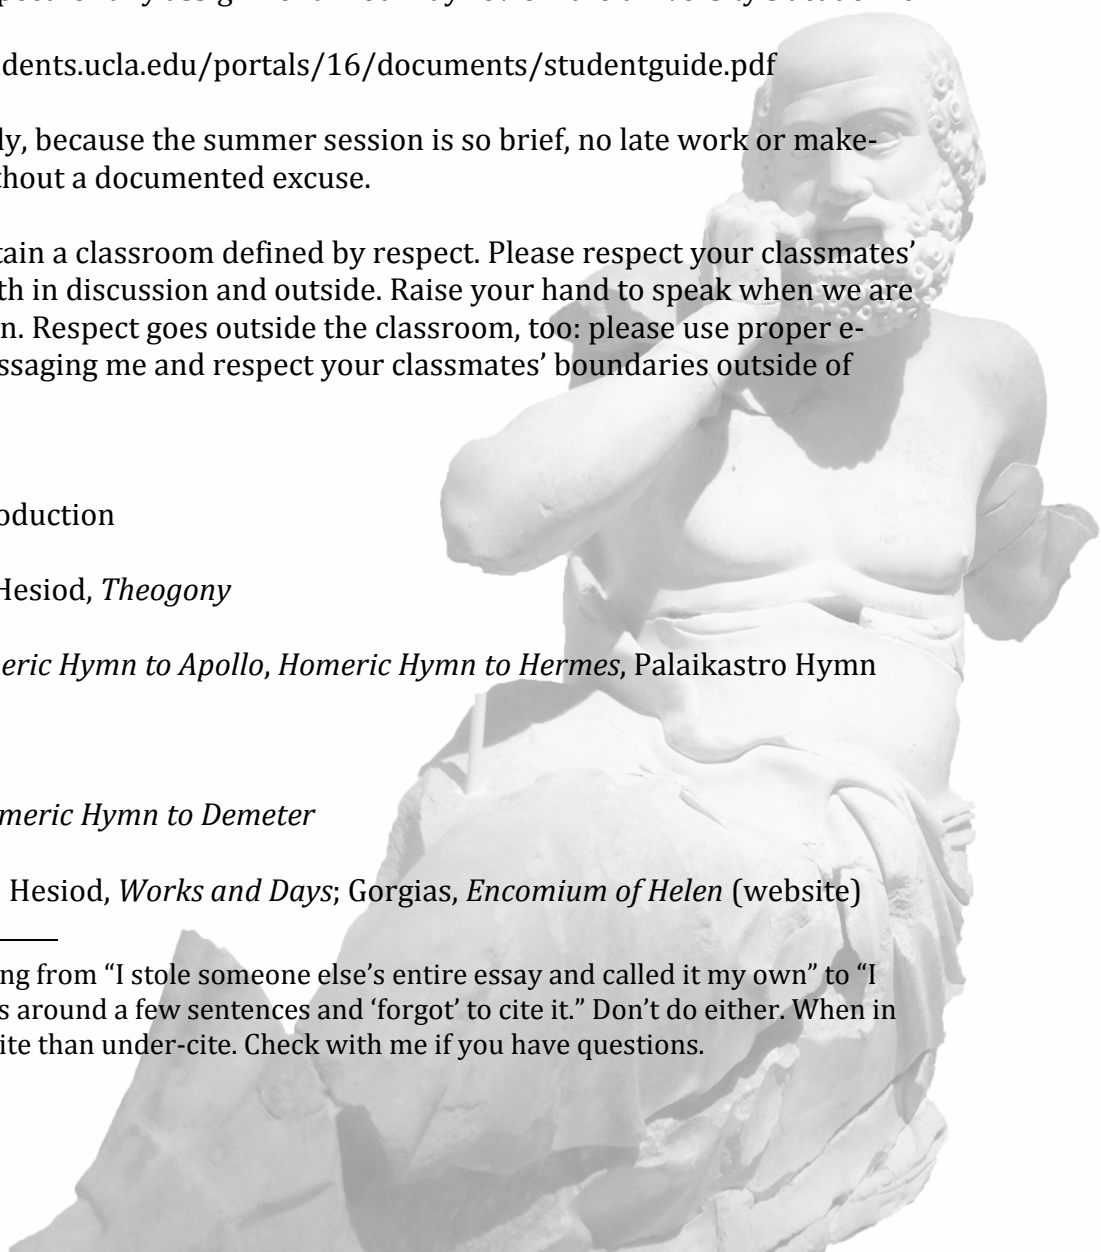 dents.ucla.edu/portals/16/documents/studentguide.pdf
ly, because the summer session is so brief, no late work or make-
thout a documented excuse.
tain a classroom defined by respect. Please respect your classmates’
th in discussion and outside. Raise your hand to speak when we are
n. Respect goes outside the classroom, too: please use proper e-
ssaging me and respect your classmates’ boundaries outside of
oduction
Hesiod, Theogony
eric Hymn to Apollo, Homeric Hymn to Hermes, Palaikastro Hymn
meric Hymn to Demeter
Hesiod, Works and Days; Gorgias, Encomium of Helen (website)
ng from “I stole someone else’s entire essay and called it my own” to “I
s around a few sentences and ‘forgot’ to cite it.” Don’t do either. When in
ite than under-cite. Check with me if you have questions.